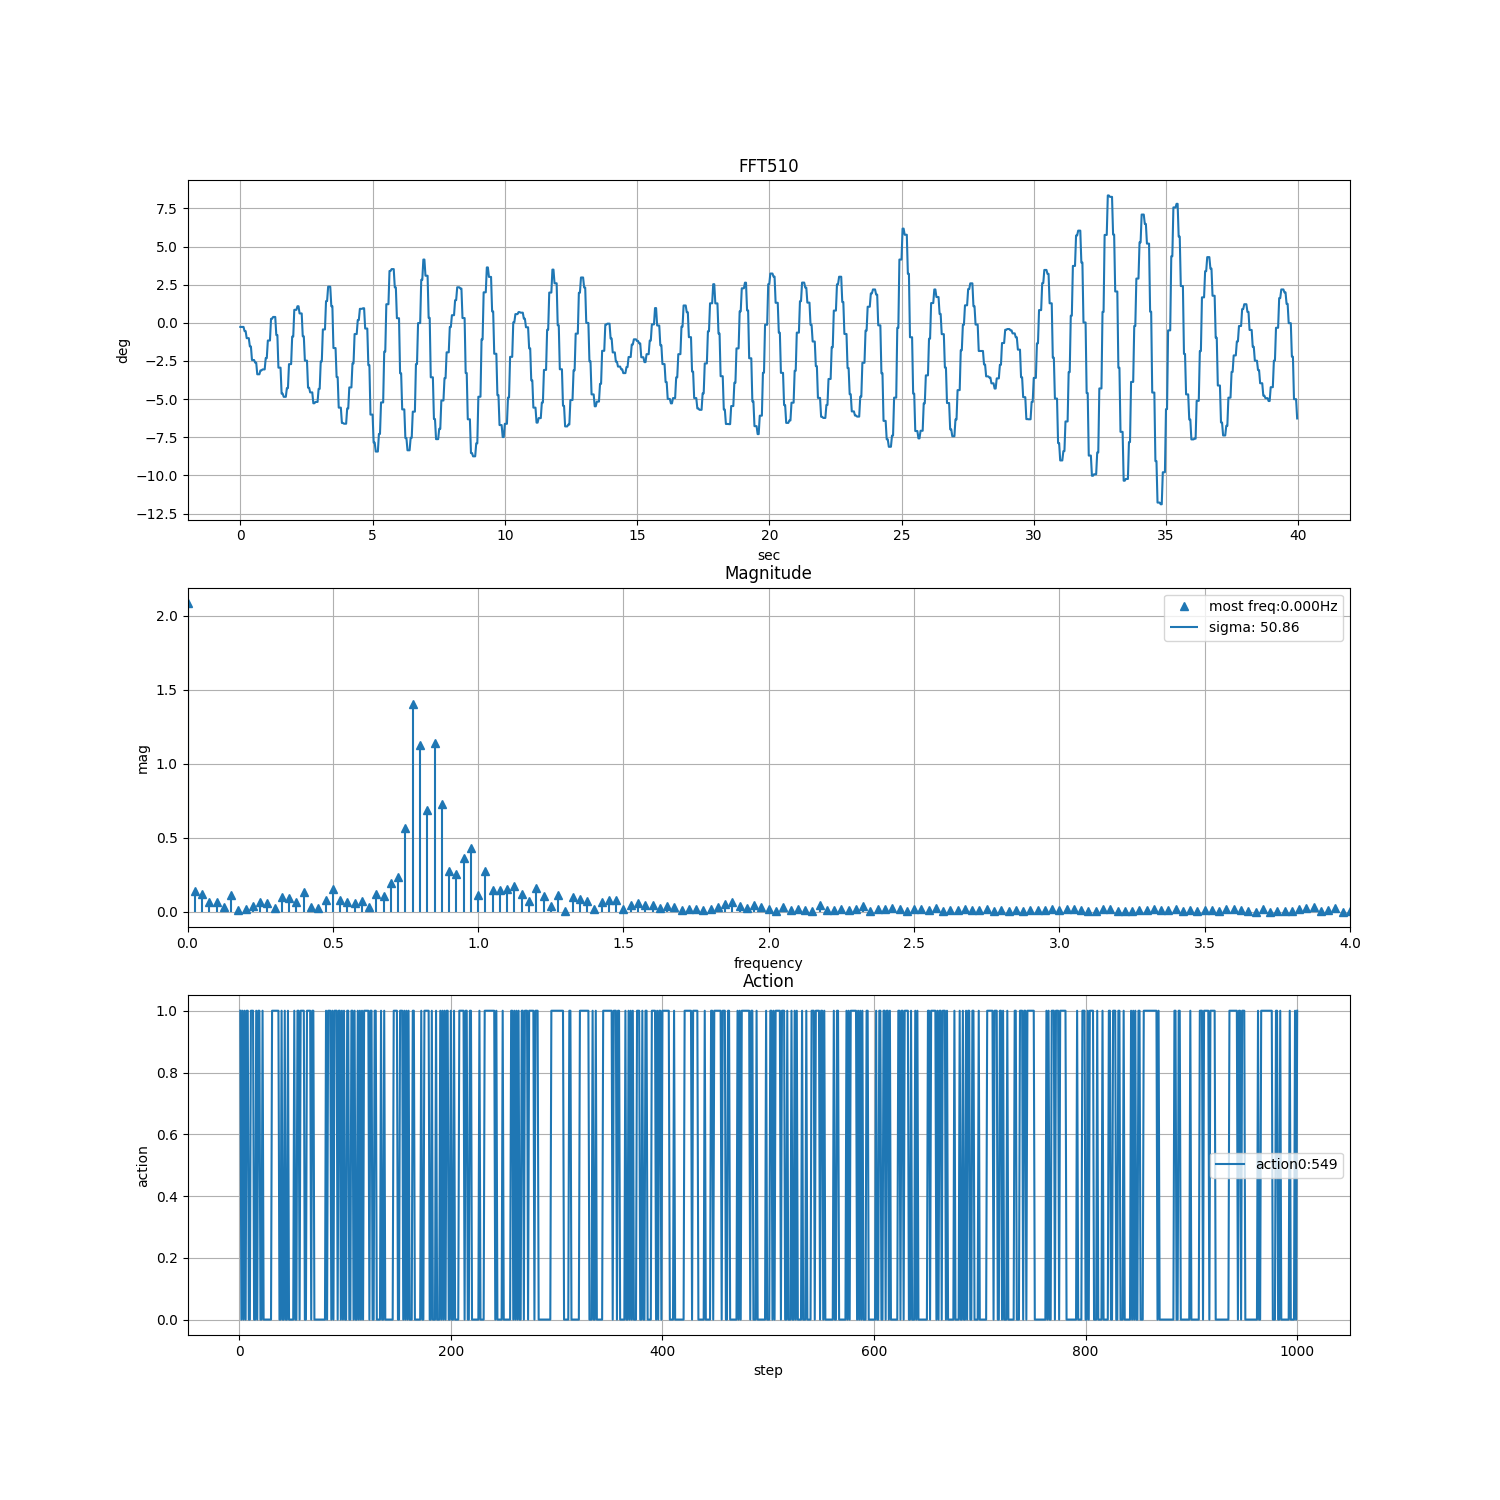 FFT510
7.5
5.0
2.5
0.0
−2.5
−5.0
−7.5
−10.0
−12.5
deg
0 5 10 15 20 25 30 35 40
sec
Magnitude
2.0
1.5
1.0
0.5
0.0
mag
most freq:0.000Hz
sigma: 50.86
0.0 0.5 1.0 1.5 2.0 2.5 3.0 3.5 4.0
frequency
Action
1.0
0.8
0.6
0.4
0.2
0.0
action
action0:549
0 200 400 600 800 1000
step